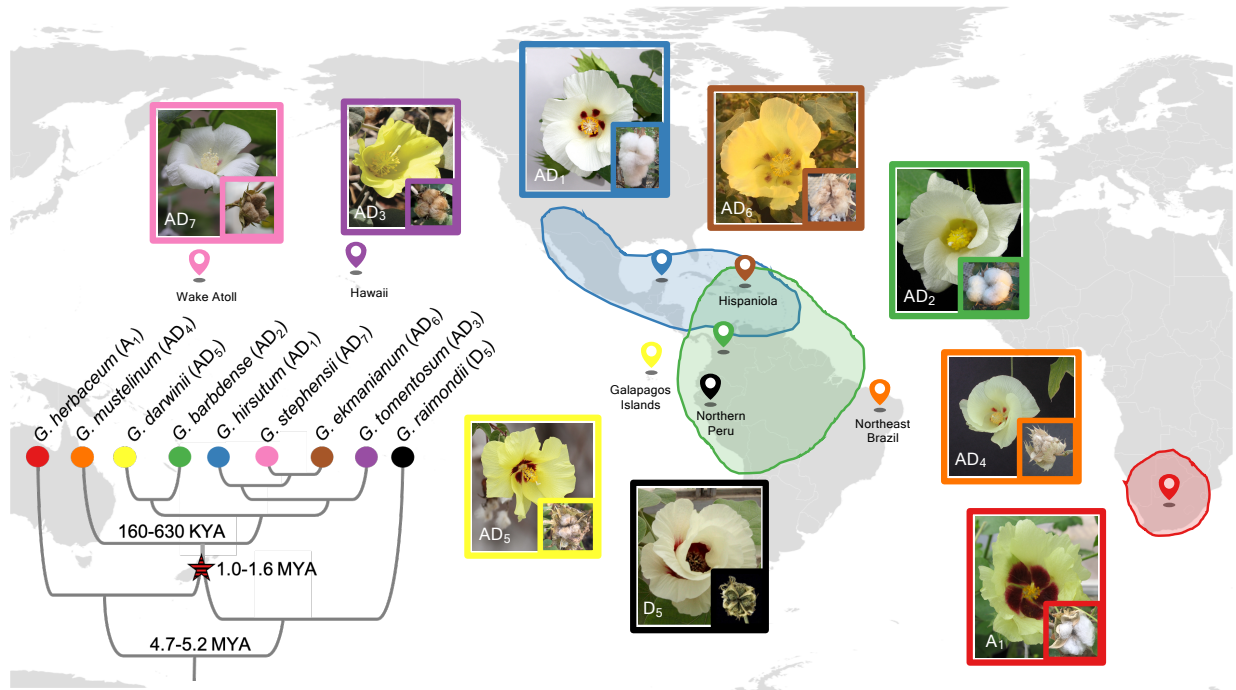 AD1
AD6
AD7
AD3
AD2
Wake Atoll
Hawaii
Hispaniola
G. herbaceum (A1)
G. mustelinum (AD4)
G. darwinii (AD5)
G. barbdense (AD2)
G. hirsutum (AD1)
G. stephensii (AD7)
G. ekmanianum (AD6)
G. tomentosum (AD3)
G. raimondii (D5)
Galapagos
Islands
Northern
Peru
Northeast
Brazil
AD4
AD5
160-630 KYA
1.0-1.6 MYA
D5
A1
4.7-5.2 MYA